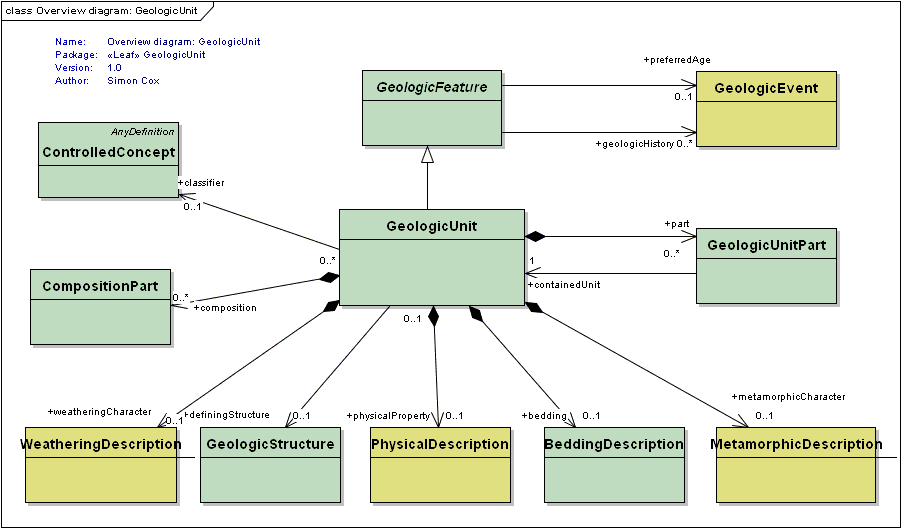 class Overview diagram: GeologicUnit
Name: Overview diagram: GeologicUnit
Package: «Leaf» GeologicUnit
Version: 1.0
Author: Simon Cox
+preferredAge
GeologicFeature
GeologicEvent
0..1
+geologicHistory 0..*
AnyDefinition
ControlledConcept
+classifier
0..1
GeologicUnit
+part
GeologicUnitPart
0..*
0..*
1
CompositionPart
+containedUnit
0..*
+composition
0..1
+metamorphicCharacter
+weatheringCharacter
0..1
+definingStructure
0..1
+physicalProperty
0..1
+bedding
0..1
0..1
WeatheringDescription
GeologicStructure
PhysicalDescription
BeddingDescription
MetamorphicDescription